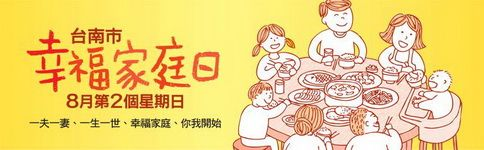 台南市
幸福家庭日
8月第2個星期日
一夫一妻、一生一世、幸福家庭、你我開始